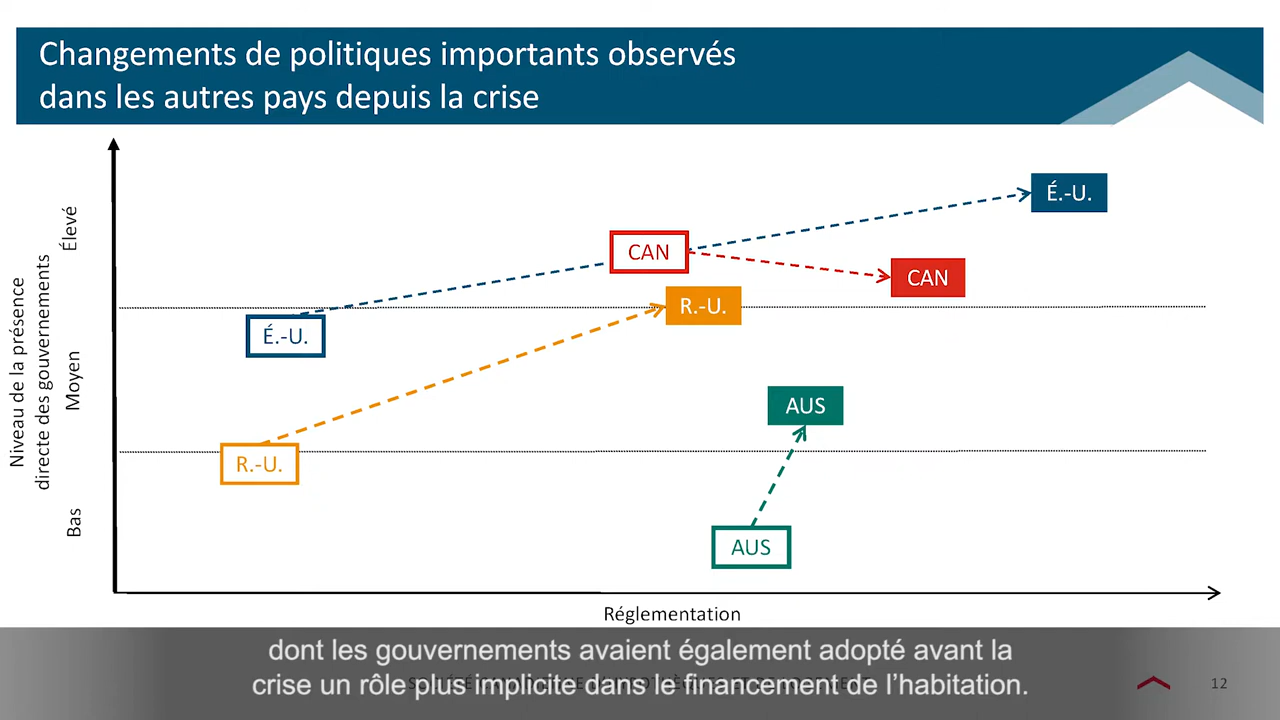 Changements de politiques importants observés
dans les autres pays depuis la crise
Niveau de la présence
directe des gouvernements
Élevé
Moyen
Bas
É.-U.
CAN
CAN
R.-U.
É.-U.
AUS
R.-U.
AUS
Réglementation
dont les gouvernements avaient également adopté avant la
crise un rôle plus implicite dans le financement de l’habitation.
12